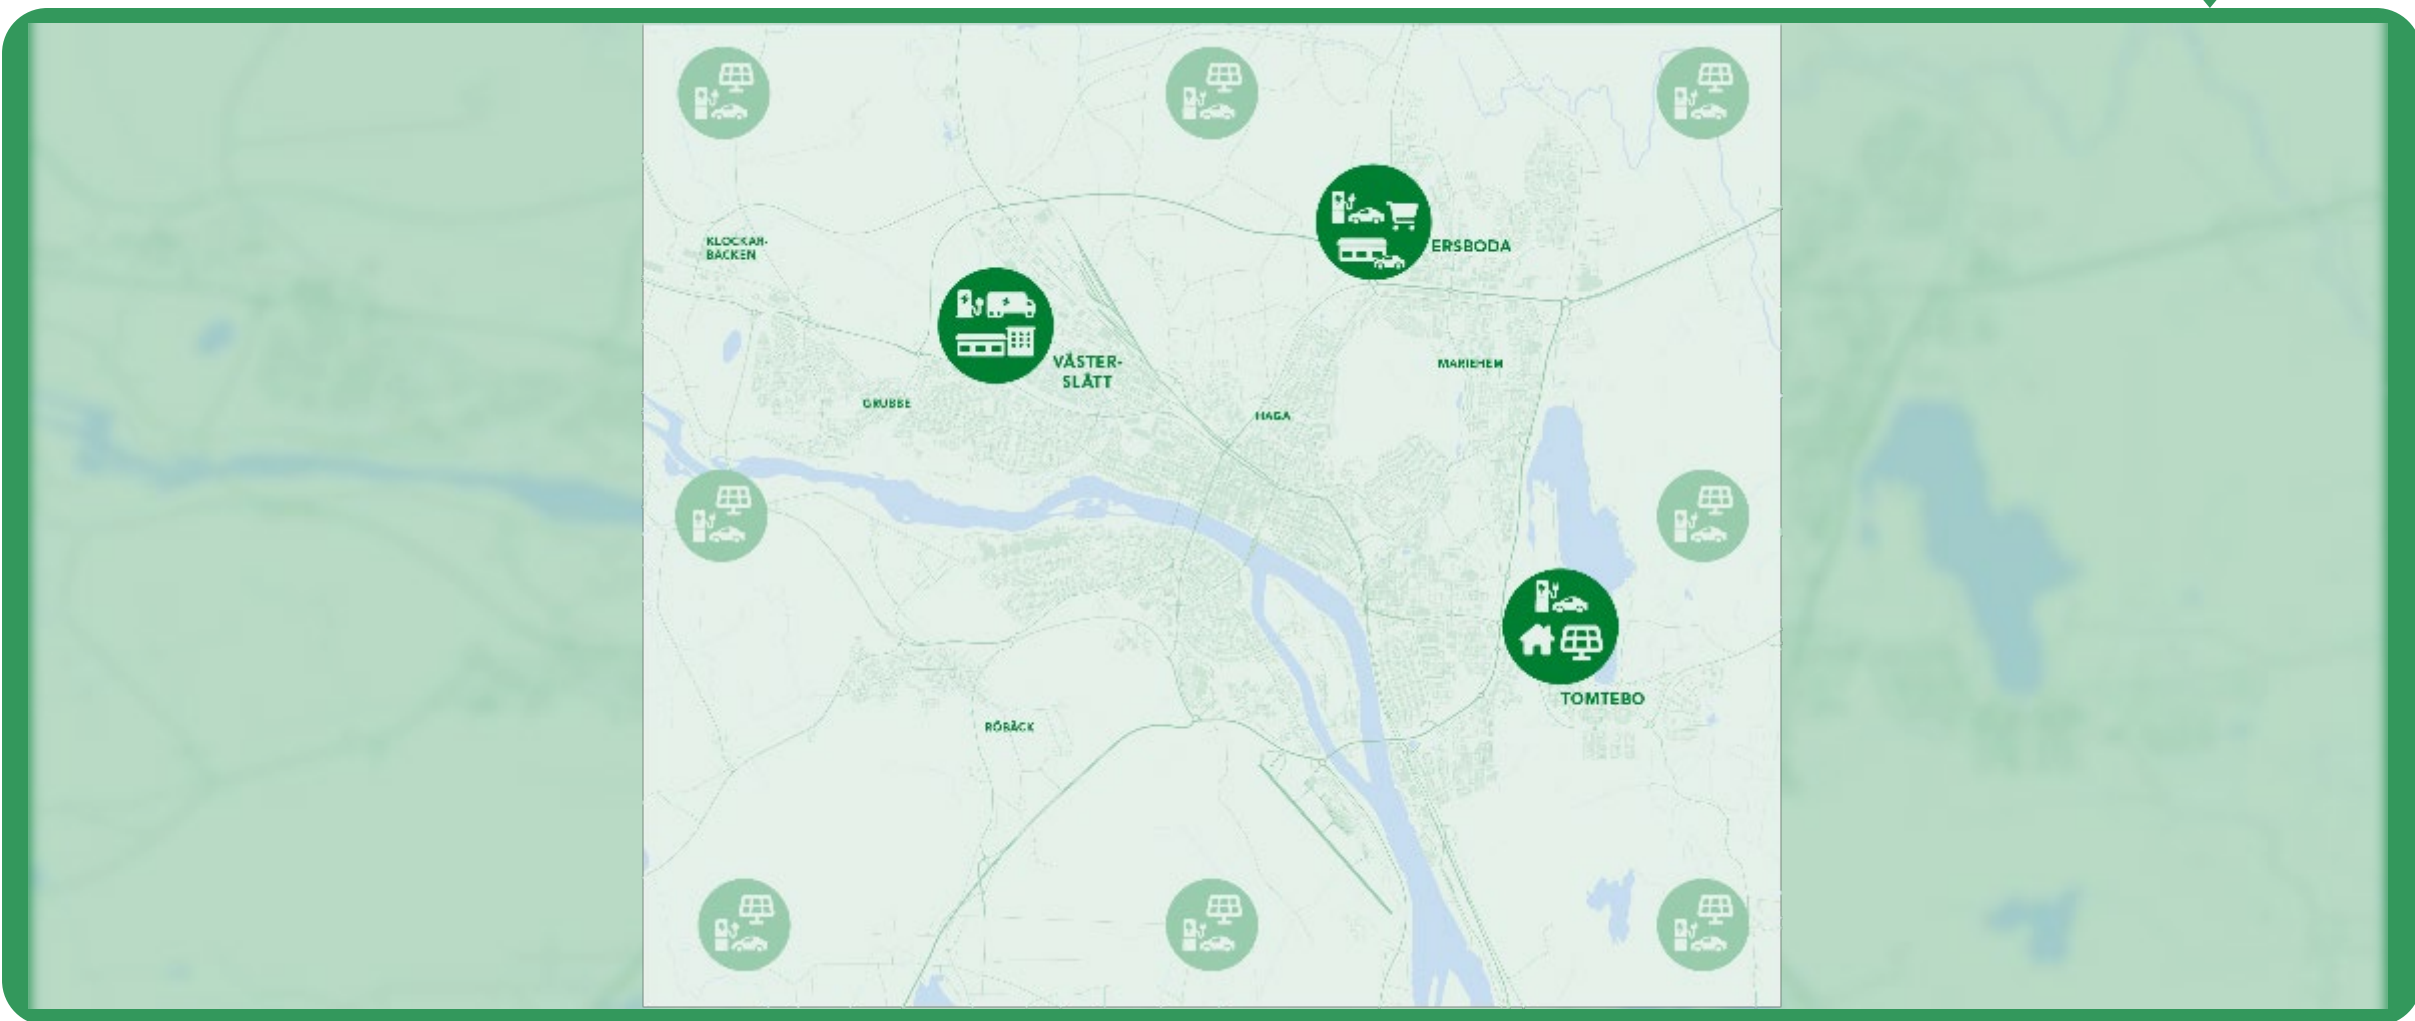 KLOCKAR-
BÄCKEN
ERSBODA
VÄSTER-
SLÄTT
MARIEHEM
GRUBBE
HAGA
TOMTEBO
RÖBÄCK